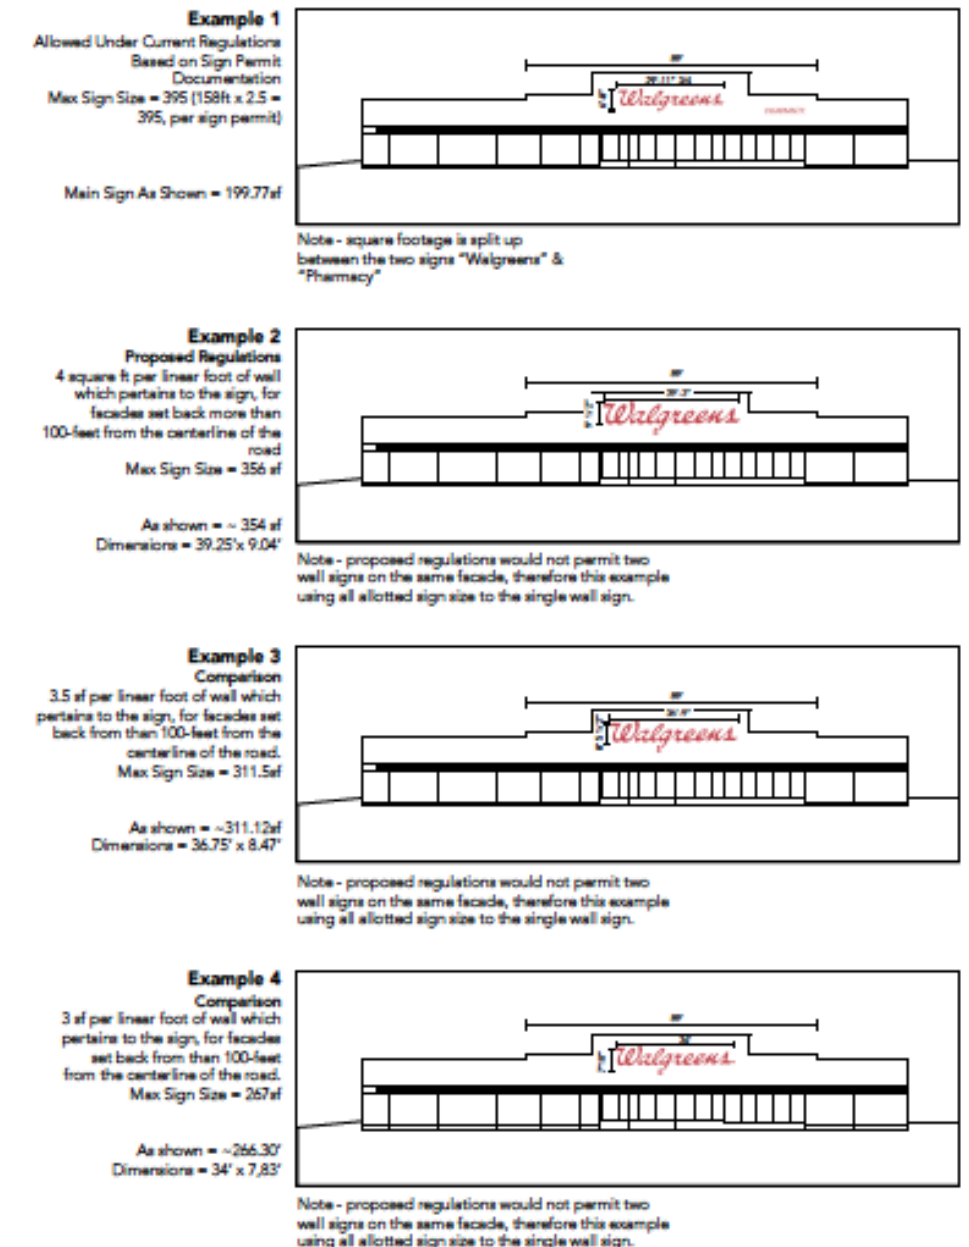 Example 1
Allowed Under Current Regulations
Based on Sign Permit
Documentation
Max Sign Size = 395 (158ft x 2.5 =
395, per sign permit)
Main Sign As Shown = 199.77sf
89'
Walgreens
PHARMACY
Note - square footage is split up
between the two signs "Walgreens" &
"Pharmacy"
Example 2
Proposed Regulations
4 square ft per linear foot of wall
which pertains to the sign, for
facades set back more than
100-feet from the centerline of the
road
Max Sign Size = 356 sf
As shown = ~ 354 sf
Dimensions = 39.25'x 9.04'
89'
39'-3"
Walgreens
Note - proposed regulations would not permit two
wall signs on the same facade, therefore this example
using all allotted sign size to the single wall sign.
Example 3
Comparison
3.5 sf per linear foot of wall which
pertains to the sign, for facades set
back from than 100-feet from the
centerline of the road.
Max Sign Size = 311.5sf
As shown = ~311.12sf
Dimensions = 36.75' x 8.47'
89'
36'-9"
Walgreens
Note - proposed regulations would not permit two
wall signs on the same facade, therefore this example
using all allotted sign size to the single wall sign.
Example 4
Comparison
3 sf per linear foot of wall which
pertains to the sign, for facades
set back from than 100-feet
from the centerline of the road.
Max Sign Size = 267sf
As shown = ~266.30'
Dimensions = 34' x 7,83'
89'
34'
Walgreens
Note - proposed regulations would not permit two
wall signs on the same facade, therefore this example
using all allotted sign size to the single wall sign.